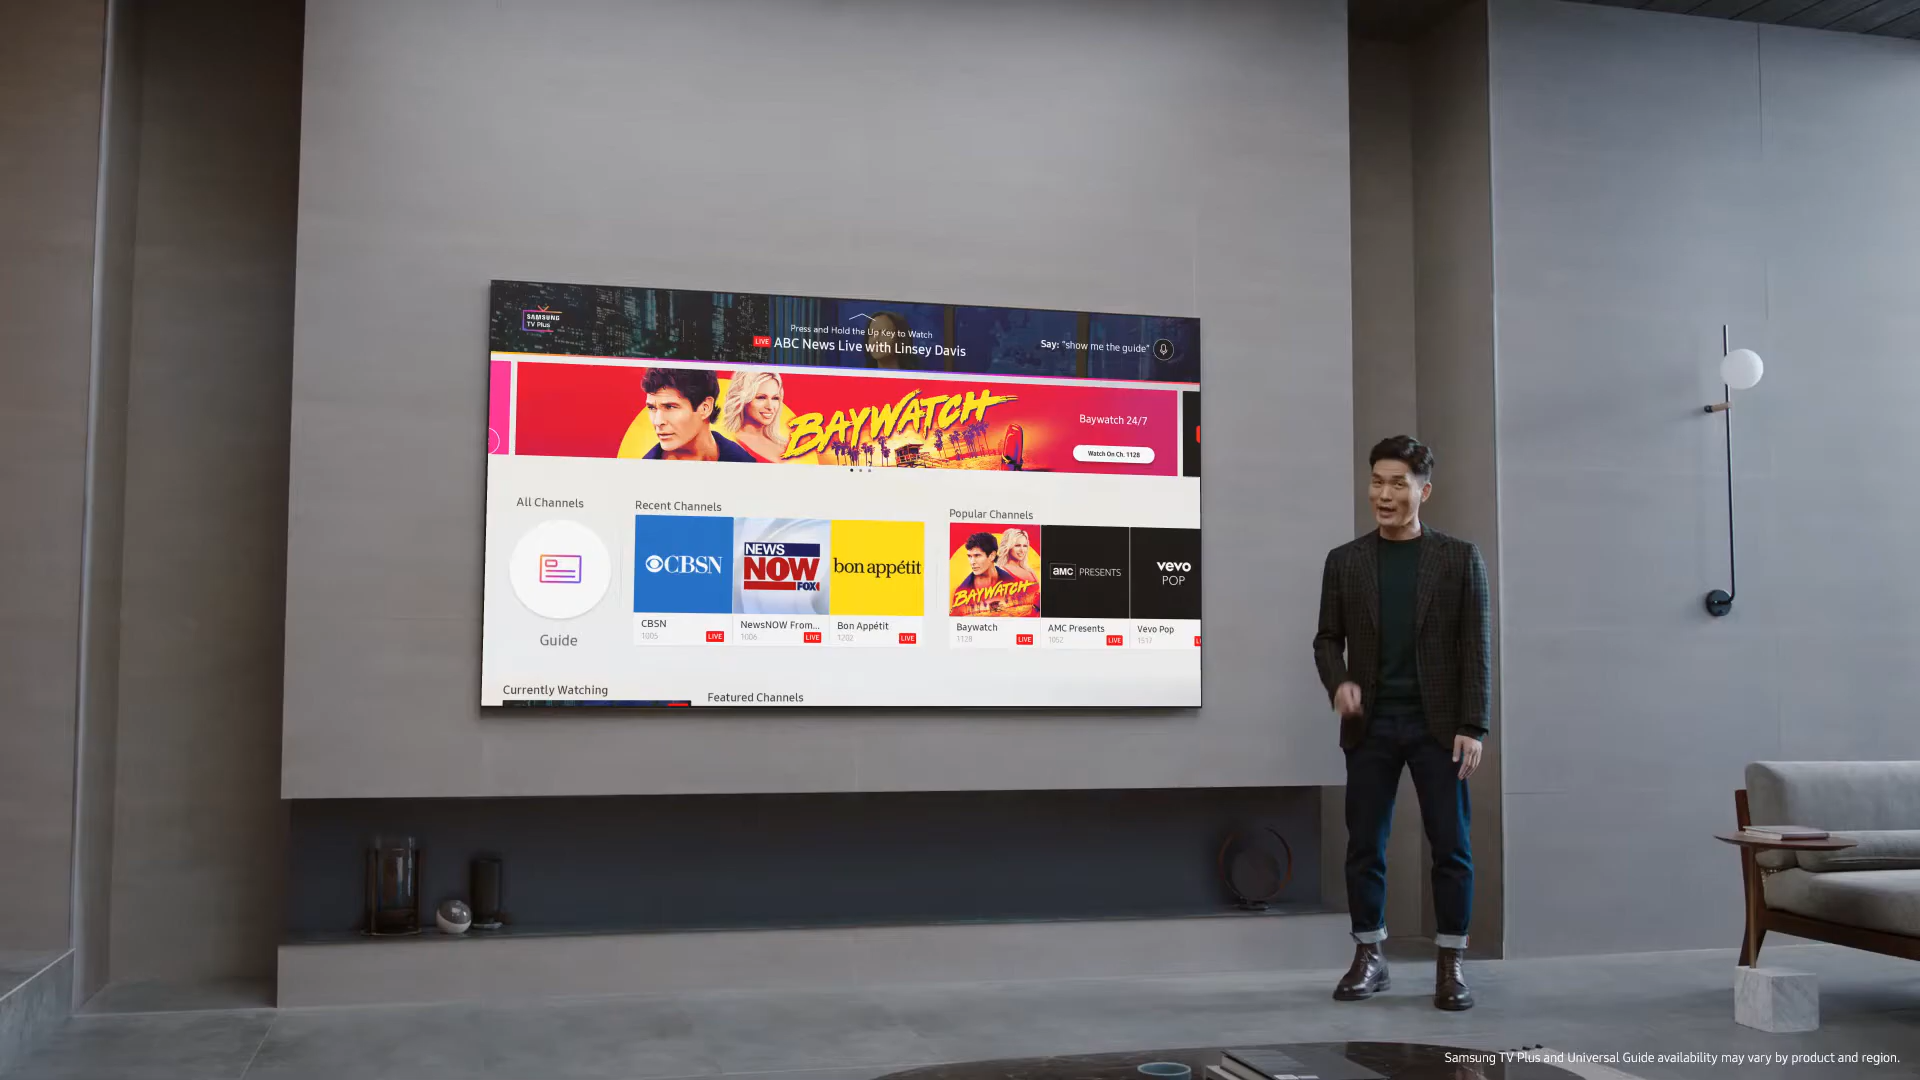 SAMSUNG
TV Plus
Press and Hold the Up Key to Watch
LIVE ABC News Live with Linsey Davis
Say: "show me the guide"
BAYWATCH
Baywatch 24/7
Watch On Ch. 1128
All Channels
Guide
Recent Channels
CBSN
NEWS
NOW
FOX
bon appétit
CBSN
1005 LIVE
NewsNOW From...
1006 LIVE
Bon Appétit
1202 LIVE
Popular Channels
BAYWATCH
amc PRESENTS
vevo
POP
Baywatch
1128 LIVE
AMC Presents
1052 LIVE
Vevo Pop
1517
Currently Watching
Featured Channels
Samsung TV Plus and Universal Guide availability may vary by product and region.